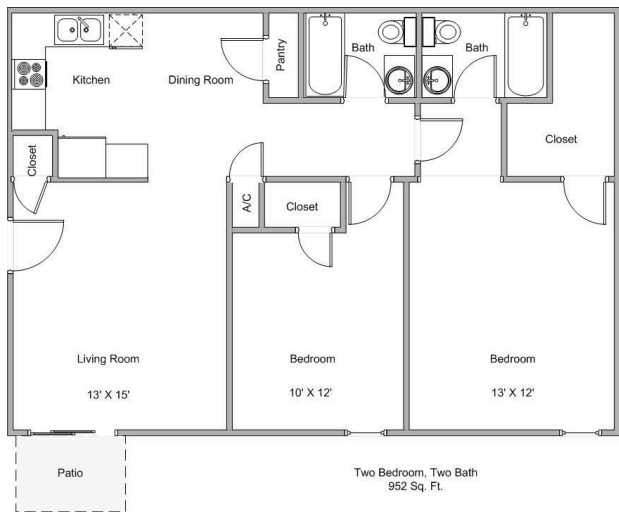 Kitchen
Dining Room
Pantry
Bath
Bath
Closet
Closet
A/C
Closet
Living Room
13' X 15'
Bedroom
10' X 12'
Bedroom
13' X 12'
Patio
Two Bedroom, Two Bath
952 Sq. Ft.